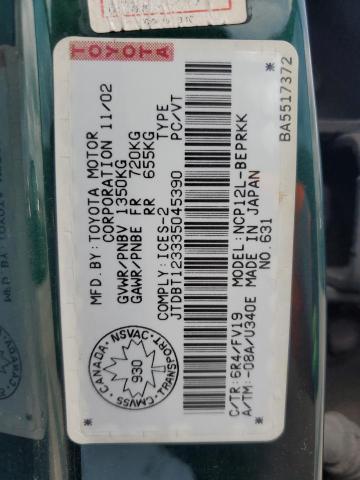 TOYOTA
MFD.BY:TOYOTA MOTOR
CORPORATION 11/02
GVWR/PNBV 1350KG
GAWR/PNBE FR 720KG
RR 655KG
COMPLY:ICES-2 TYPE
JTDBT123335045390 PC/VT
CANADA
NSVAC
930
CMVSS
TRANSPORT
*
MODEL:NCP12L-BEPRKK
MADE IN JAPAN
C/TR:6R4/FV19 NO.631
A/TM:-08A/U340E
*
BA5517372